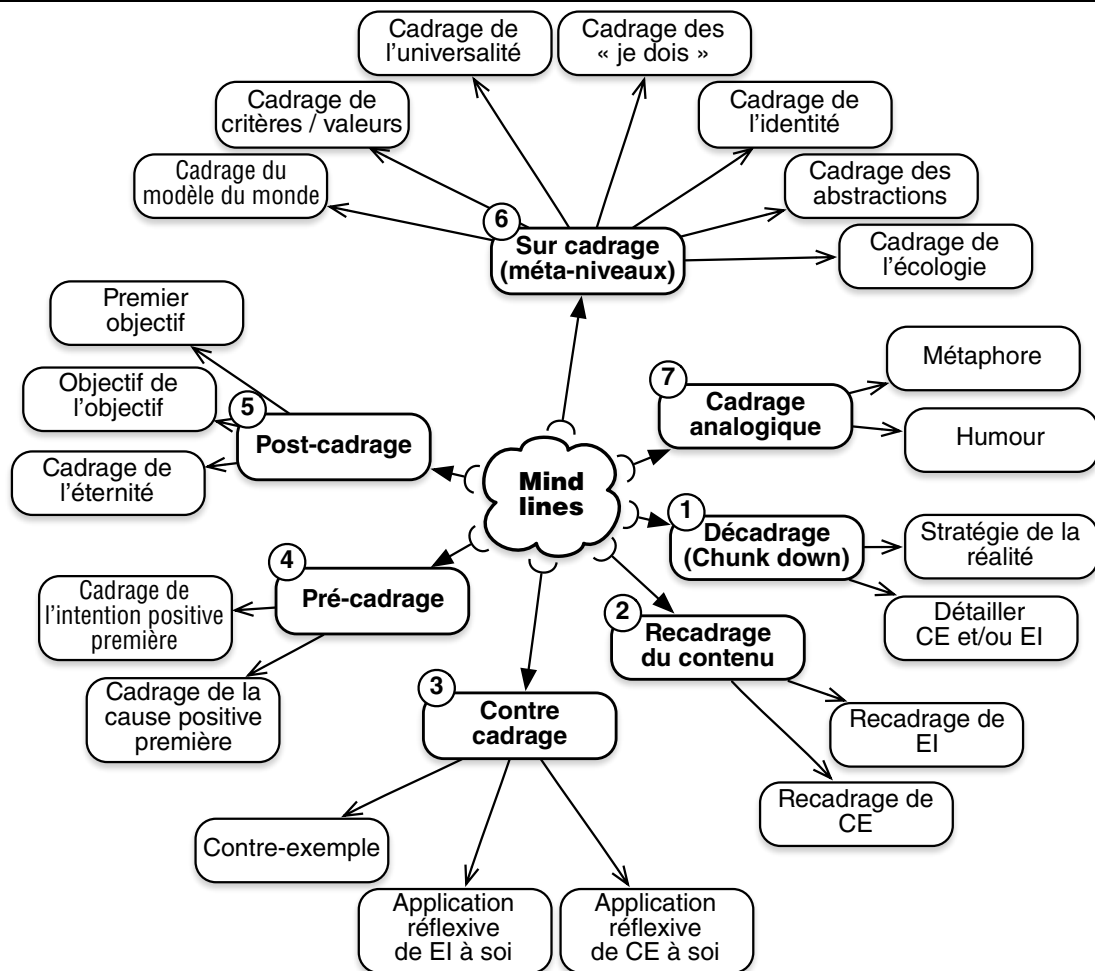 Cadrage de
l'universalité
Cadrage des
« je dois »
Cadrage de
critères / valeurs
Cadrage de
l'identité
Cadrage du
modèle du monde
Cadrage des
abstractions
6
Sur cadrage
(méta-niveaux)
Cadrage de
l'écologie
Premier
objectif
Objectif de
l'objectif
Cadrage de
l'éternité
5
Post-cadrage
7
Cadrage
analogique
Métaphore
Humour
Mind
lines
1
Décadrage
(Chunk down)
Stratégie de la
réalité
Détailler
CE et/ou EI
4
Pré-cadrage
Cadrage de
l'intention positive
première
Cadrage de la
cause positive
première
2
Recadrage
du contenu
Recadrage de
EI
Recadrage de
CE
3
Contre
cadrage
Contre-exemple
Application
réflexive
de EI à soi
Application
réflexive
de CE à soi